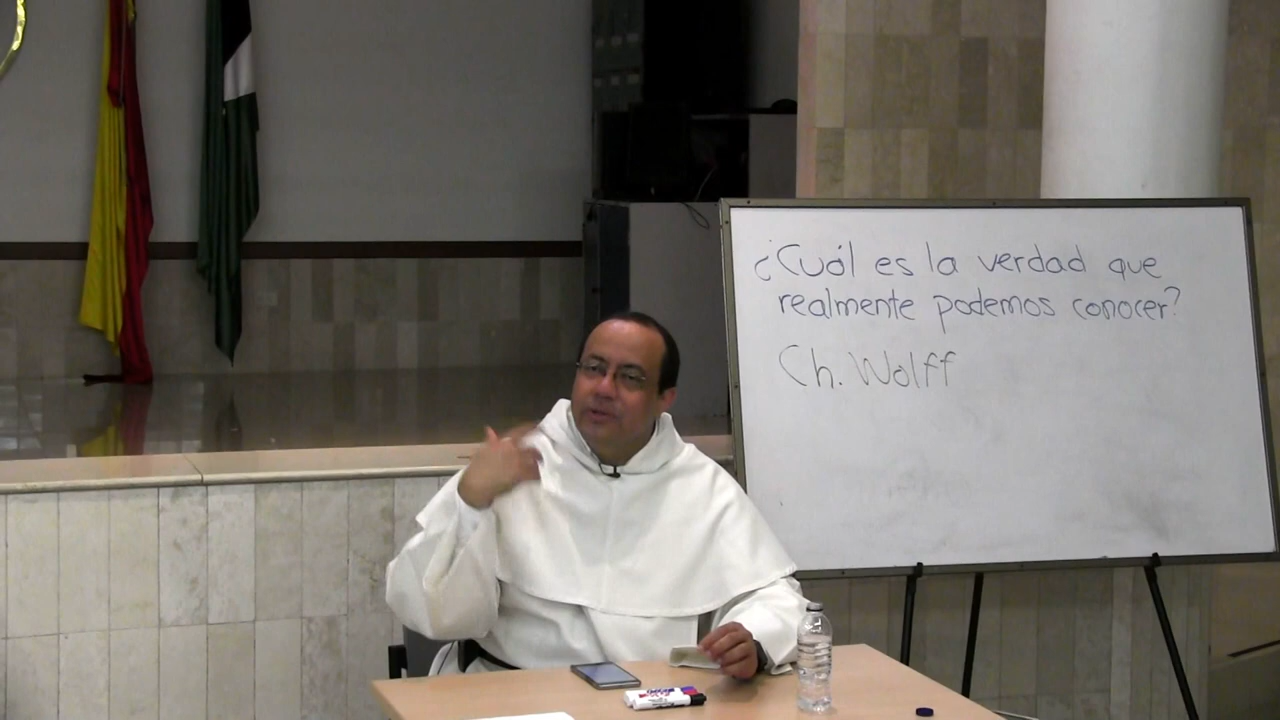 ¿Cuál es la verdad que
realmente podemos conocer?
Ch. Wolff